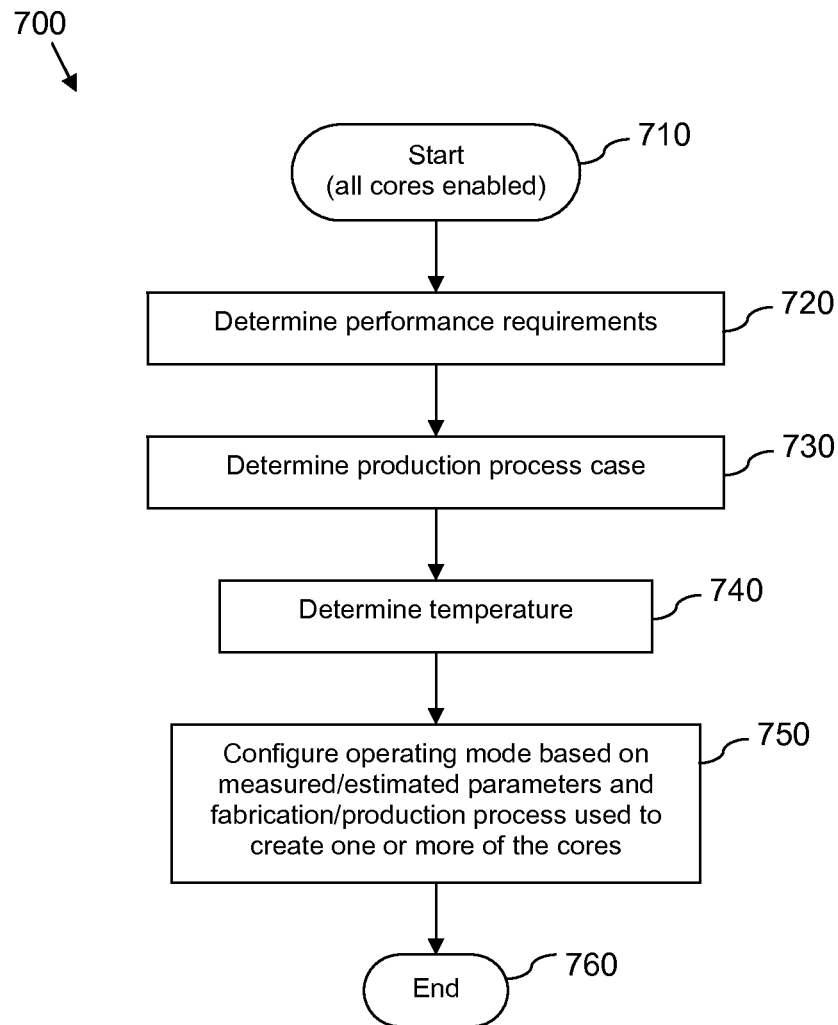 700
Start
(all cores enabled)
710
Determine performance requirements
720
Determine production process case
730
Determine temperature
740
Configure operating mode based on
measured/estimated parameters and
fabrication/production process used to
create one or more of the cores
750
End
760